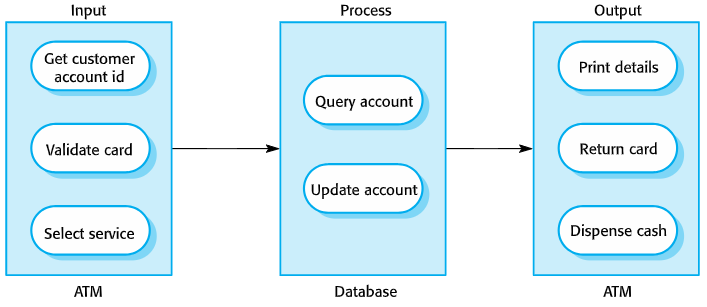 Input
Process
Output
Get customer
account id
Validate card
Select service
Query account
Update account
Print details
Return card
Dispense cash
ATM
Database
ATM